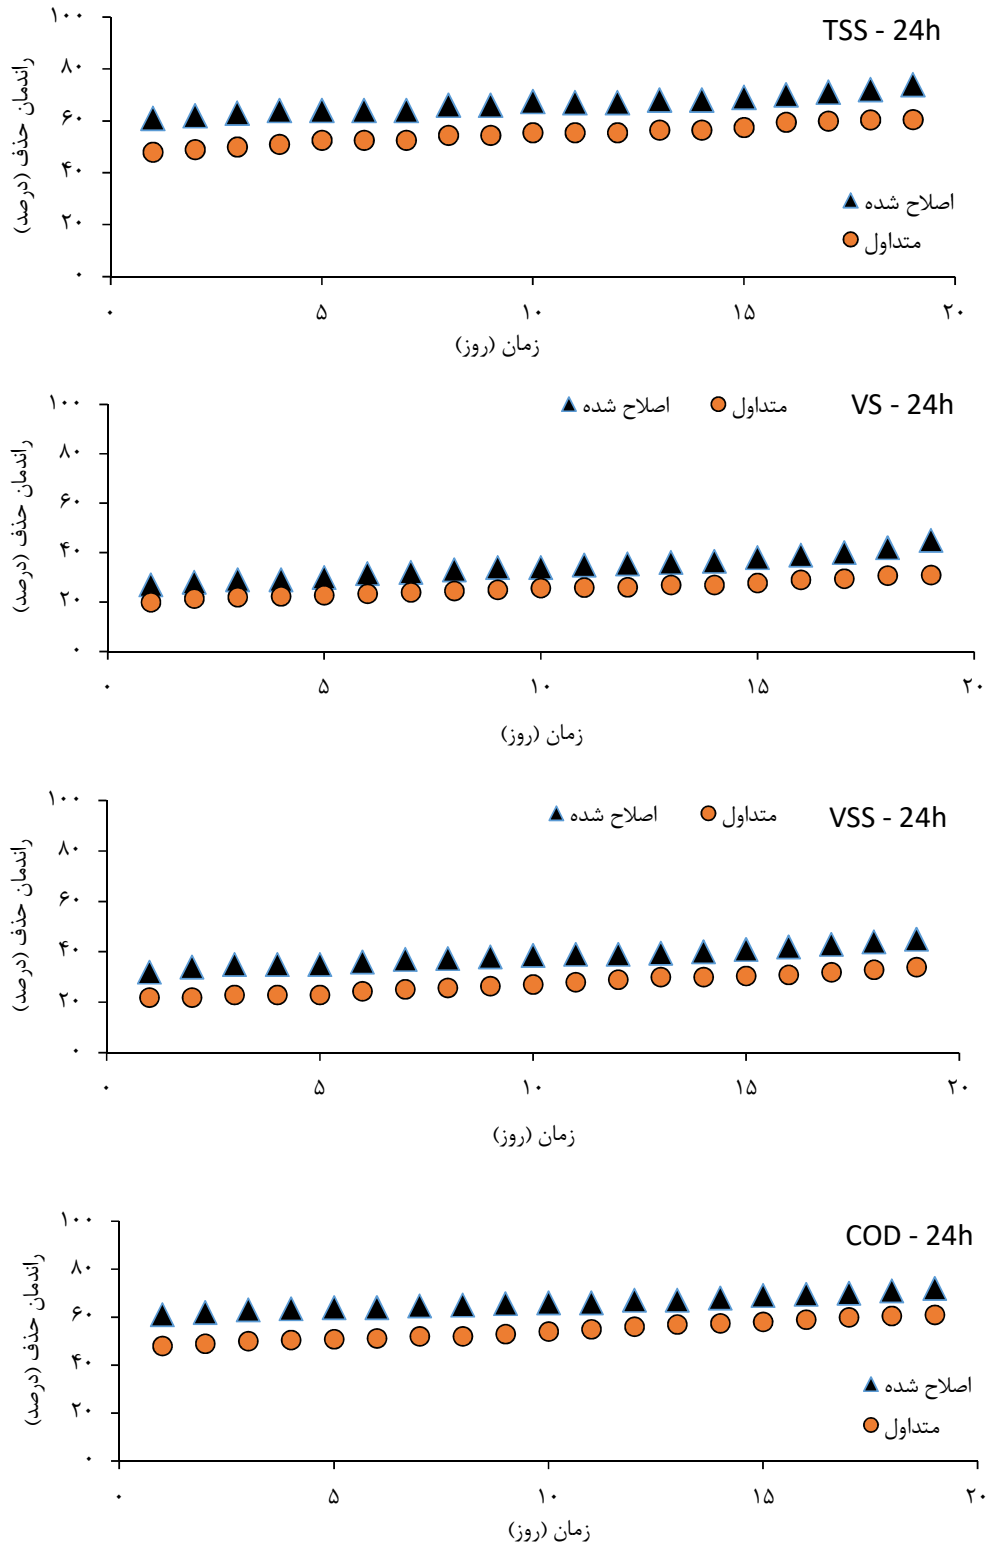 TSS - 24h
راندمان حذف (درصد)
۱۰۰
۸۰
۶۰
۴۰
۲۰
۰
اصلاح شده
متداول
۰ ۵ ۱۰ ۱۵ ۲۰
زمان (روز)
اصلاح شده متداول VS - 24h
راندمان حذف (درصد)
۱۰۰
۸۰
۶۰
۴۰
۲۰
۰
۰ ۵ ۱۰ ۱۵ ۲۰
زمان (روز)
اصلاح شده متداول VSS - 24h
راندمان حذف (درصد)
۱۰۰
۸۰
۶۰
۴۰
۲۰
۰
۰ ۵ ۱۰ ۱۵ ۲۰
زمان (روز)
COD - 24h
راندمان حذف (درصد)
۱۰۰
۸۰
۶۰
۴۰
۲۰
۰
اصلاح شده
متداول
۰ ۵ ۱۰ ۱۵ ۲۰
زمان (روز)